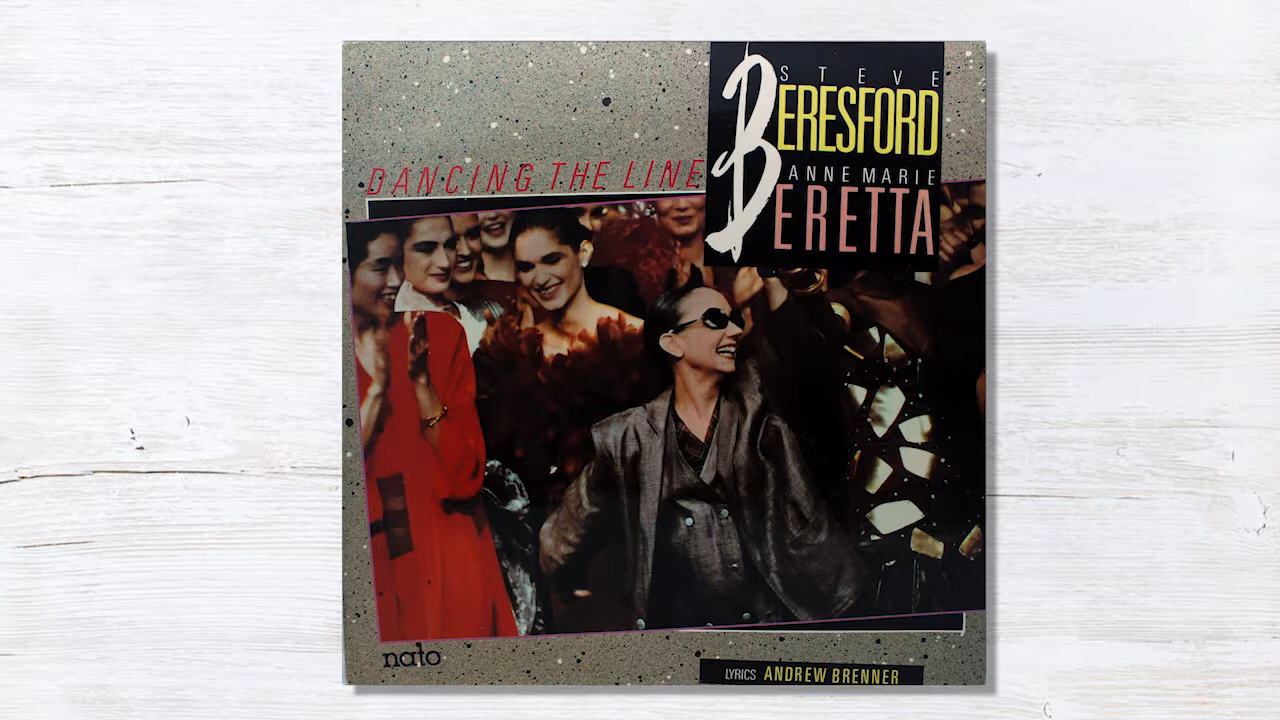 STEVE
BERESFORD
ANNE MARIE
BERETTA
DANCING THE LINE
nato
LYRICS ANDREW BRENNER